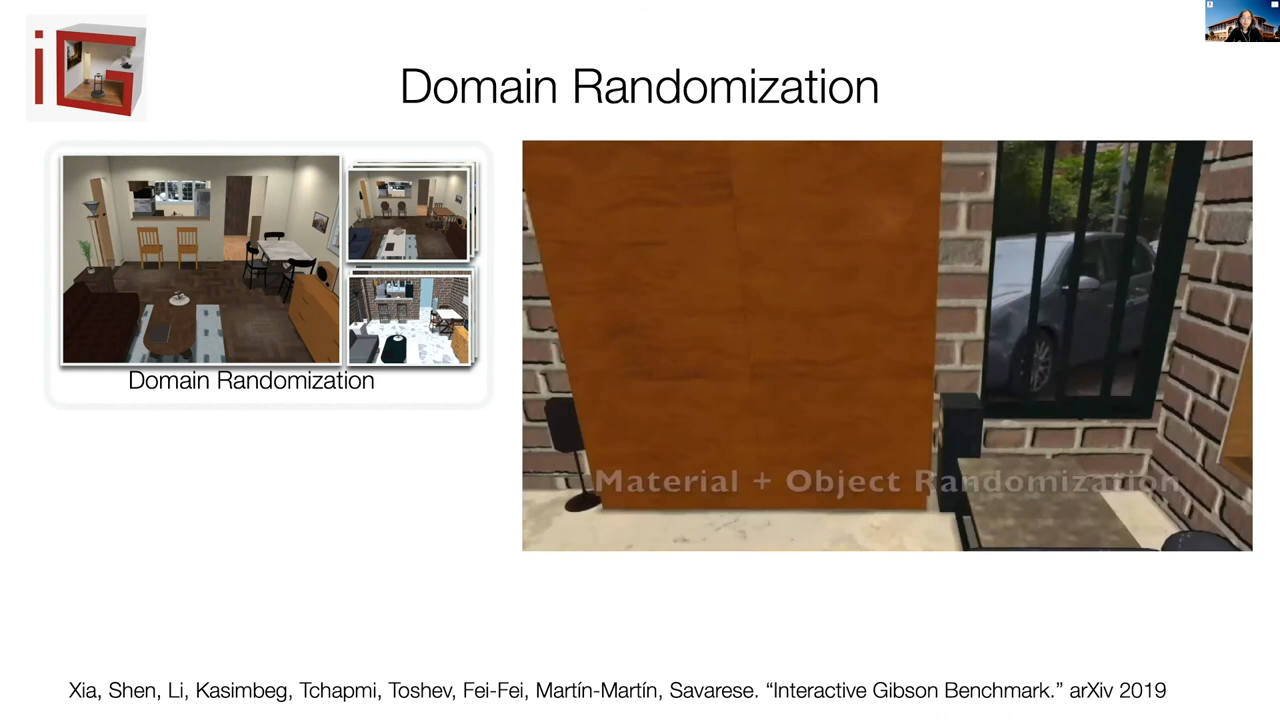 iG
Domain Randomization
Domain Randomization
Material + Object Randomization
Xia, Shen, Li, Kasimbeg, Tchapmi, Toshev, Fei-Fei, Martín-Martín, Savarese. “Interactive Gibson Benchmark.” arXiv 2019